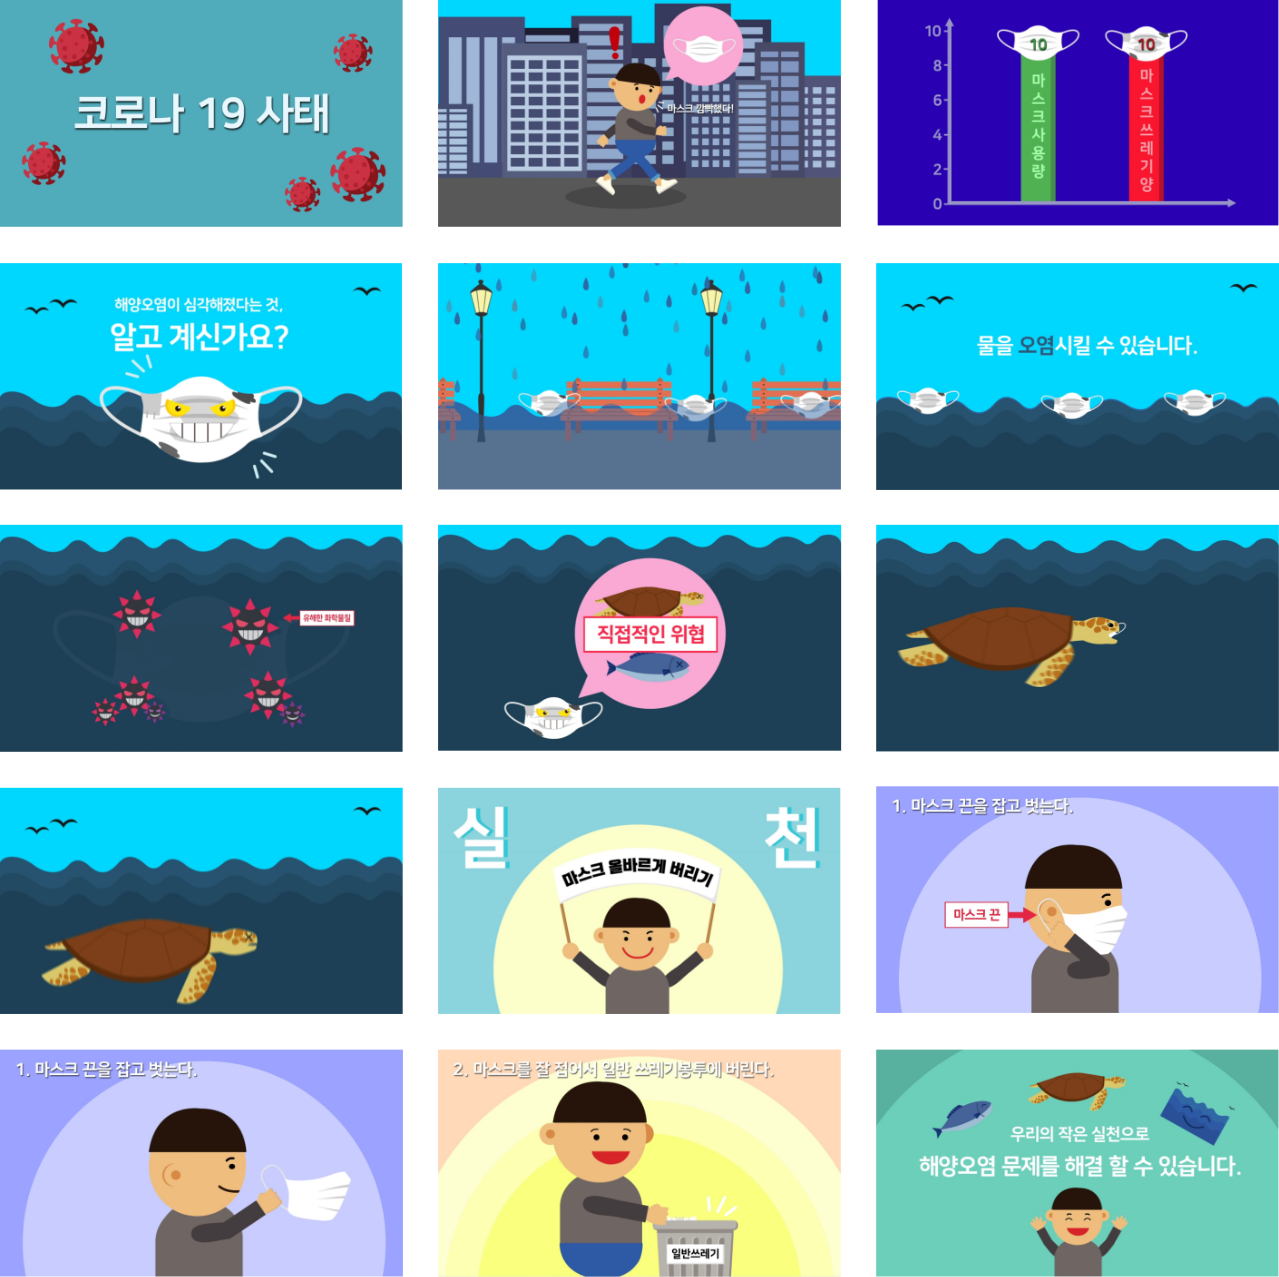 코로나 19 사태
마스크 깜빡했다!
10
8
6
4
2
0
10
마스크사용량
10
마스크쓰레기양
해양오염이 심각해졌다는 것,
알고 계신가요?
물을 오염시킬 수 있습니다.
유해한 화학물질
직접적인 위협
실 천
마스크 올바르게 버리기
1. 마스크 끈을 잡고 벗는다.
마스크 끈
1. 마스크 끈을 잡고 벗는다.
2. 마스크를 잘 접어서 일반 쓰레기봉투에 버린다.
일반쓰레기
우리의 작은 실천으로
해양오염 문제를 해결 할 수 있습니다.